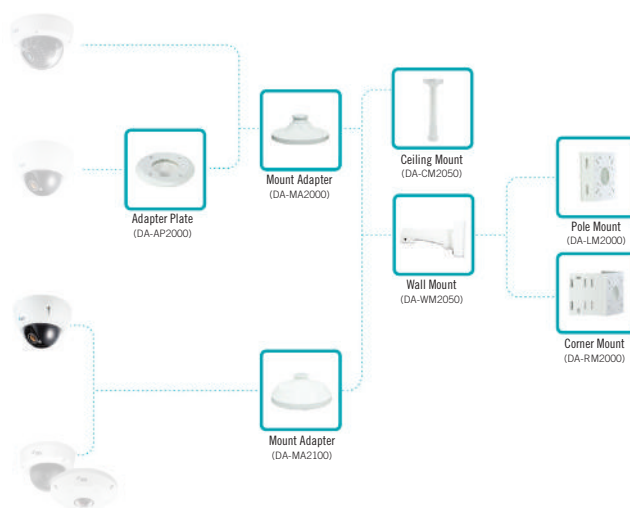 Ceiling Mount
(DA-CM2050)
Mount Adapter
(DA-MA2000)
Adapter Plate
(DA-AP2000)
Pole Mount
(DA-LM2000)
Wall Mount
(DA-WM2050)
Corner Mount
(DA-RM2000)
Mount Adapter
(DA-MA2100)